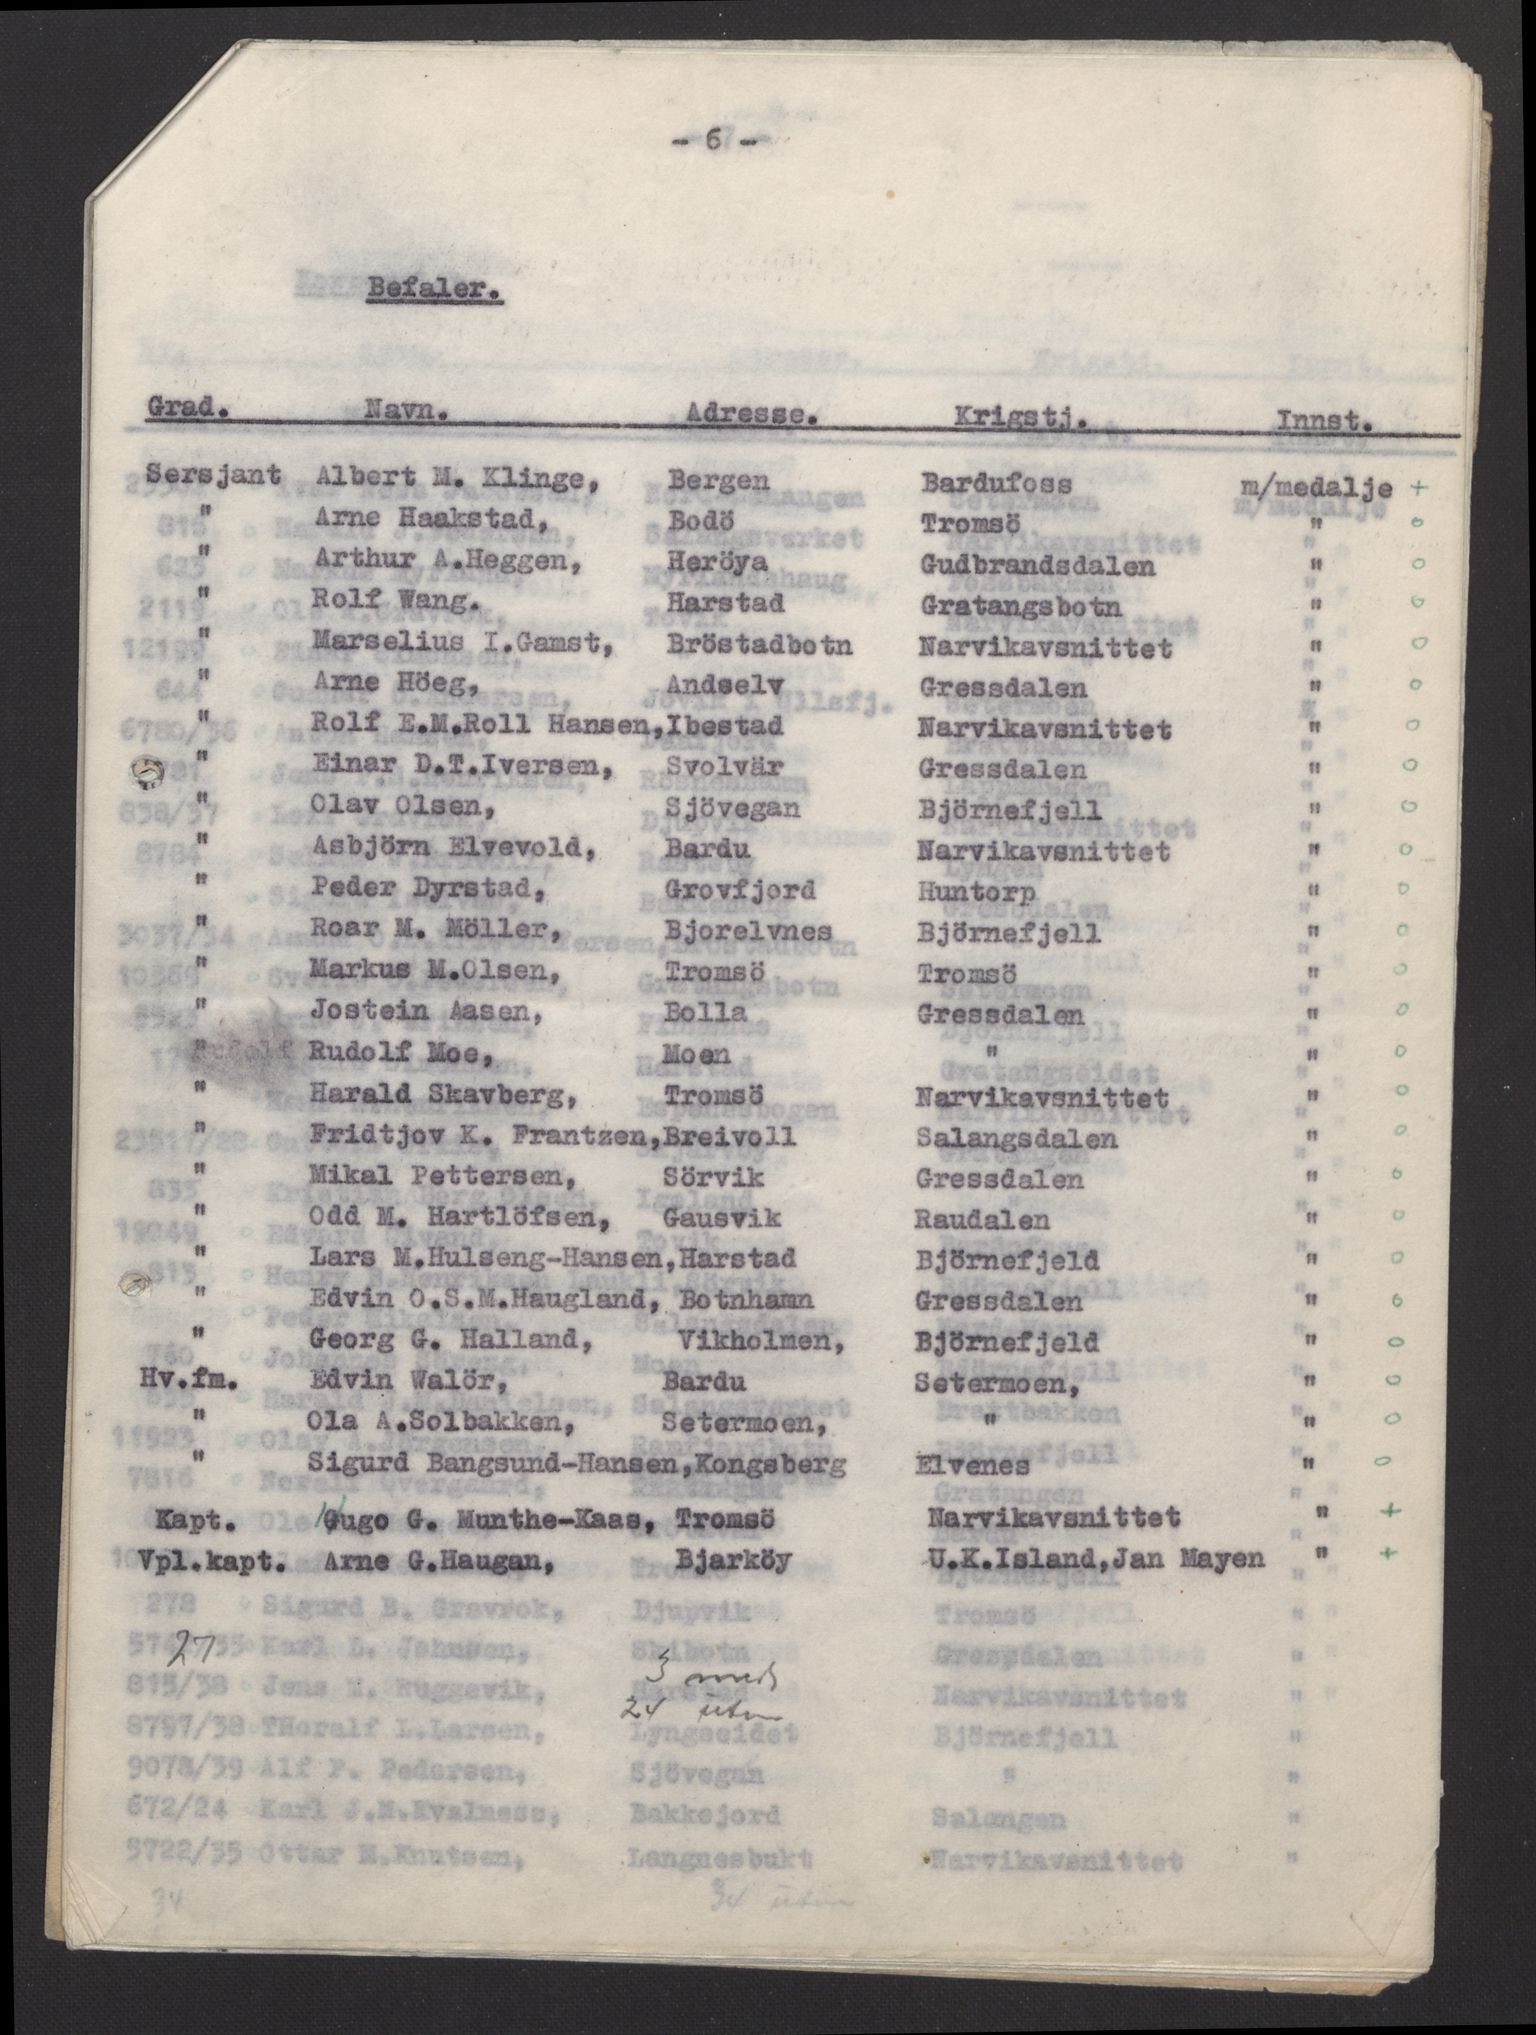 - 6 -
Befaler.
Grad. Navn. Adresse. Krigstj. Innst.
Sersjant Albert M. Klinge, Bergen Bardufoss m/medalje +
" Arne Haakstad, Bodö Tromsö " o
" Arthur A.Heggen, Heröya Gudbrandsdalen " o
" Rolf Wang. Harstad Gratangsbotn " o
" Marselius I.Gamst, Bröstadbotn Narvikavsnittet " o
" Arne Höeg, Andselv Gressdalen " o
" Rolf E.M.Roll Hansen, Ibestad Narvikavsnittet " o
" Einar D.T.Iversen, Svolvär Gressdalen " o
" Olav Olsen, Sjövegan Björnefjell " o
" Asbjörn Elvevold, Bardu Narvikavsnittet " o
" Peder Dyrstad, Grovfjord Huntorp " o
" Roar M. Möller, Bjorelvnes Björnefjell " o
" Markus M.Olsen, Tromsö Tromsö " o
" Jostein Aasen, Bolla Gressdalen " o
" Rudolf Moe, Moen " " o
" Harald Skavberg, Tromsö Narvikavsnittet " o
" Fridtjov K. Frantzen, Breivoll Salangsdalen " o
" Mikal Pettersen, Sörvik Gressdalen " o
" Odd M. Hartlöfsen, Gausvik Raudalen " o
" Lars M.Hulseng-Hansen, Harstad Björnefjeld " o
" Edvin O.S.M.Haugland, Botnhamn Gressdalen " o
" Georg G. Halland, Vikholmen, Björnefjeld " o
Hv.fm. Edvin Walör, Bardu Setermoen, " o
" Ola A.Solbakken, Setermoen, " " o
" Sigurd Bangsund-Hansen, Kongsberg Elvenes " o
Kapt. Hugo G. Munthe-Kaas, Tromsö Narvikavsnittet " +
Vpl.kapt. Arne G.Haugan, Bjarköy U.K.Island,Jan Mayen " +
27
3 med
24 uten